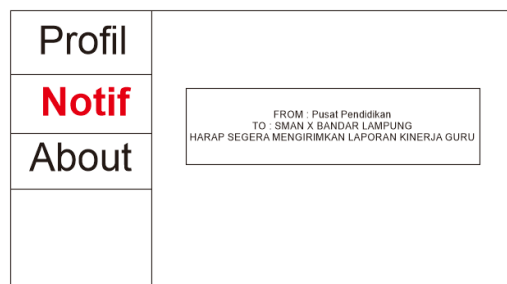 Profil
Notif
About
FROM : Pusat Pendidikan
TO : SMAN X BANDAR LAMPUNG
HARAP SEGERA MENGIRIMKAN LAPORAN KINERJA GURU